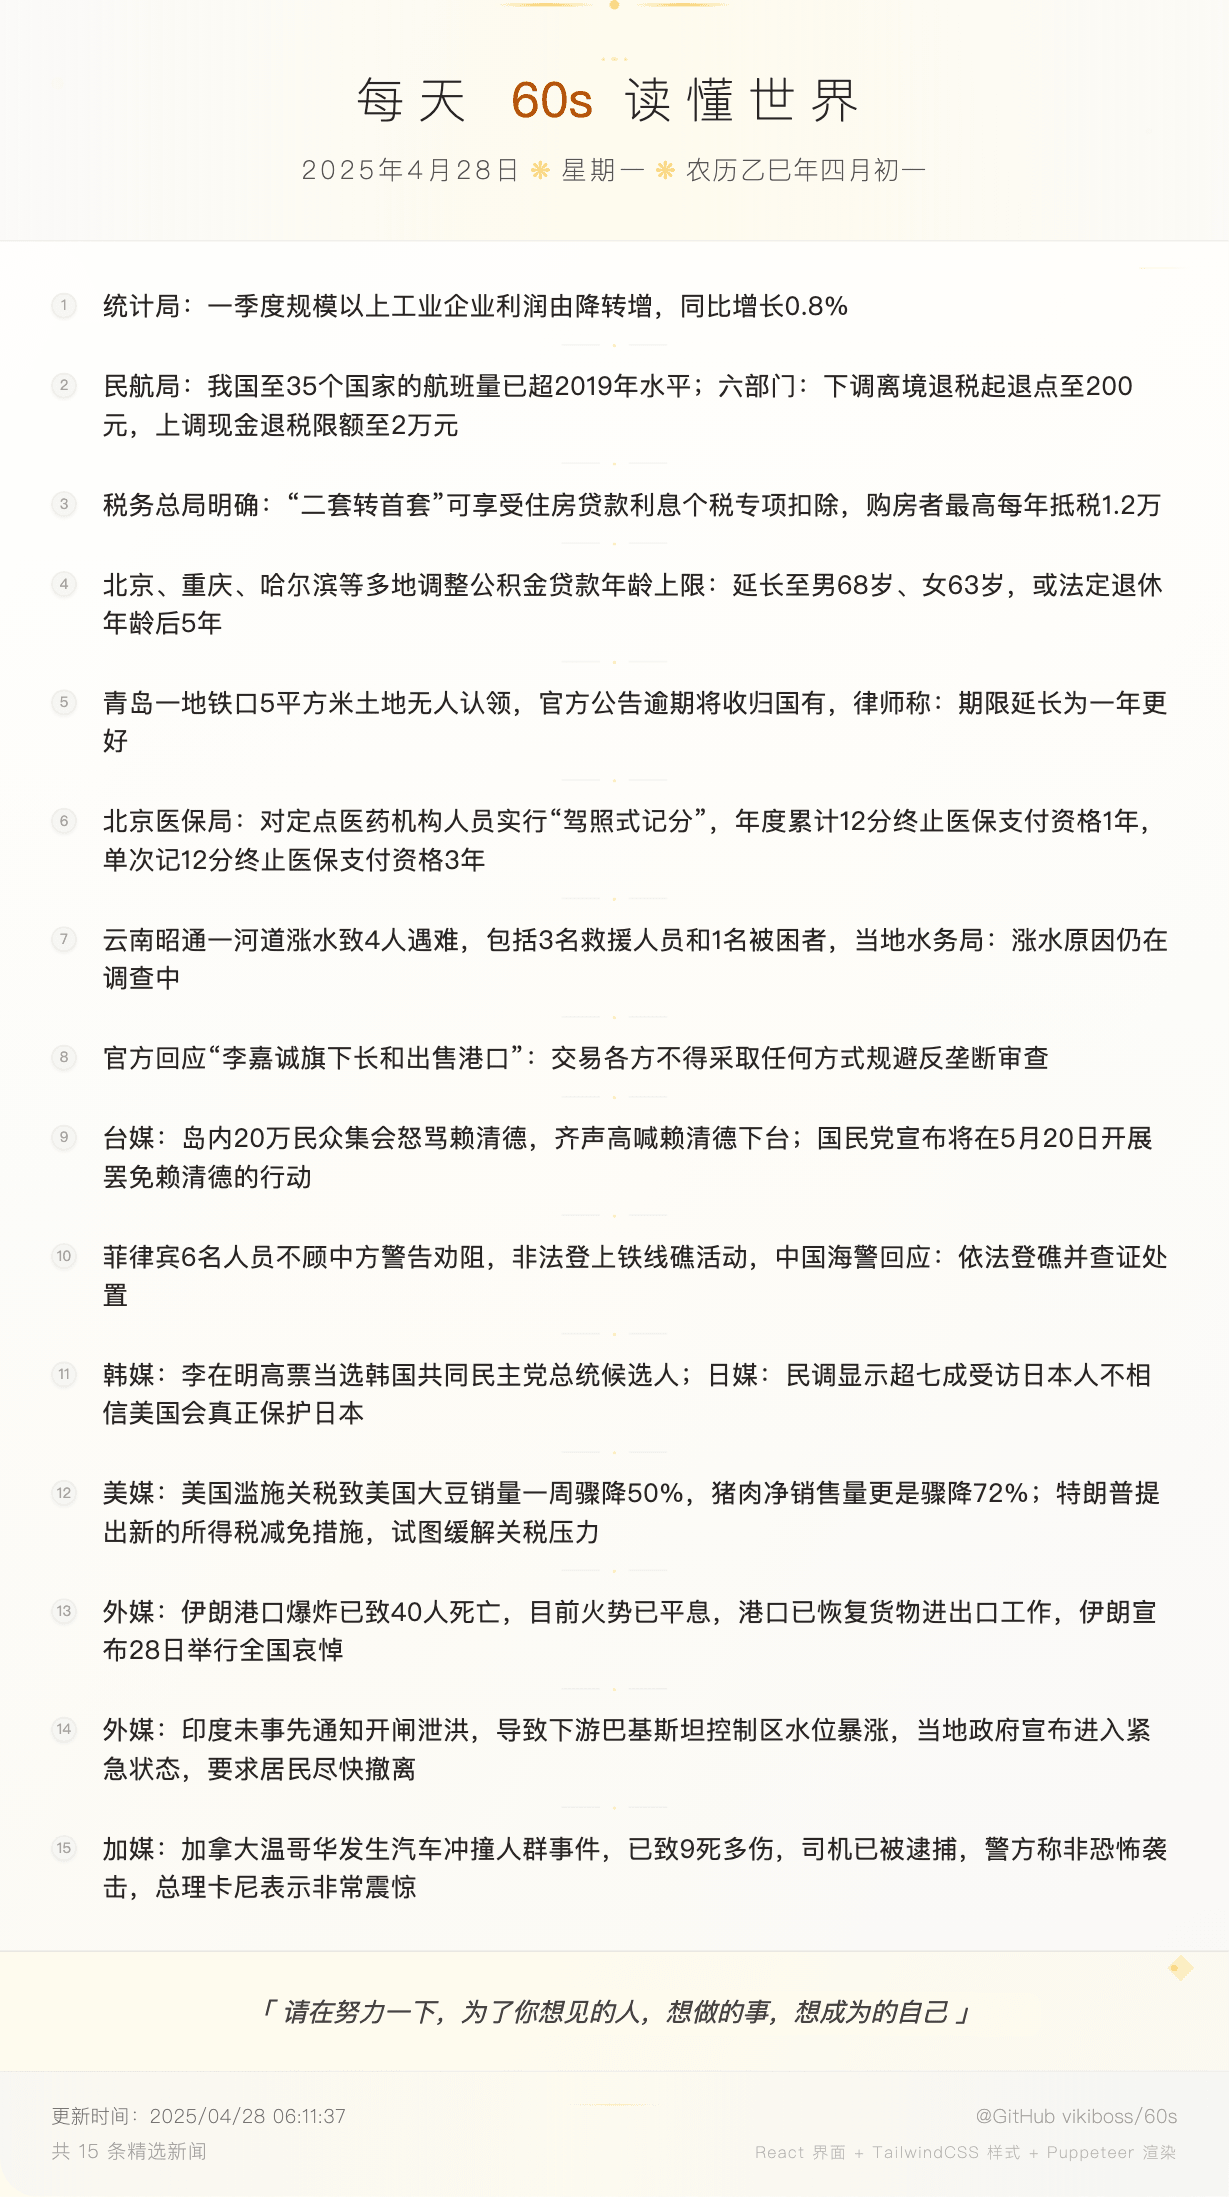 每天 60s 读懂世界
2025年4月28日 ❋ 星期一 ❋ 农历乙巳年四月初一
1 统计局：一季度规模以上工业企业利润由降转增，同比增长0.8%
2 民航局：我国至35个国家的航班量已超2019年水平；六部门：下调离境退税起退点至200
元，上调现金退税限额至2万元
3 税务总局明确：“二套转首套”可享受住房贷款利息个税专项扣除，购房者最高每年抵税1.2万
4 北京、重庆、哈尔滨等多地调整公积金贷款年龄上限：延长至男68岁、女63岁，或法定退休
年龄后5年
5 青岛一地铁口5平方米土地无人认领，官方公告逾期将收归国有，律师称：期限延长为一年更
好
6 北京医保局：对定点医药机构人员实行“驾照式记分”，年度累计12分终止医保支付资格1年，
单次记12分终止医保支付资格3年
7 云南昭通一河道涨水致4人遇难，包括3名救援人员和1名被困者，当地水务局：涨水原因仍在
调查中
8 官方回应“李嘉诚旗下长和出售港口”：交易各方不得采取任何方式规避反垄断审查
9 台媒：岛内20万民众集会怒骂赖清德，齐声高喊赖清德下台；国民党宣布将在5月20日开展
罢免赖清德的行动
10 菲律宾6名人员不顾中方警告劝阻，非法登上铁线礁活动，中国海警回应：依法登礁并查证处
置
11 韩媒：李在明高票当选韩国共同民主党总统候选人；日媒：民调显示超七成受访日本人不相
信美国会真正保护日本
12 美媒：美国滥施关税致美国大豆销量一周骤降50%，猪肉净销售量更是骤降72%；特朗普提
出新的所得税减免措施，试图缓解关税压力
13 外媒：伊朗港口爆炸已致40人死亡，目前火势已平息，港口已恢复货物进出口工作，伊朗宣
布28日举行全国哀悼
14 外媒：印度未事先通知开闸泄洪，导致下游巴基斯坦控制区水位暴涨，当地政府宣布进入紧
急状态，要求居民尽快撤离
15 加媒：加拿大温哥华发生汽车冲撞人群事件，已致9死多伤，司机已被逮捕，警方称非恐怖袭
击，总理卡尼表示非常震惊
「 请在努力一下，为了你想见的人，想做的事，想成为的自己 」
更新时间：2025/04/28 06:11:37
@GitHub vikiboss/60s
共 15 条精选新闻
React 界面 + TailwindCSS 样式 + Puppeteer 渲染